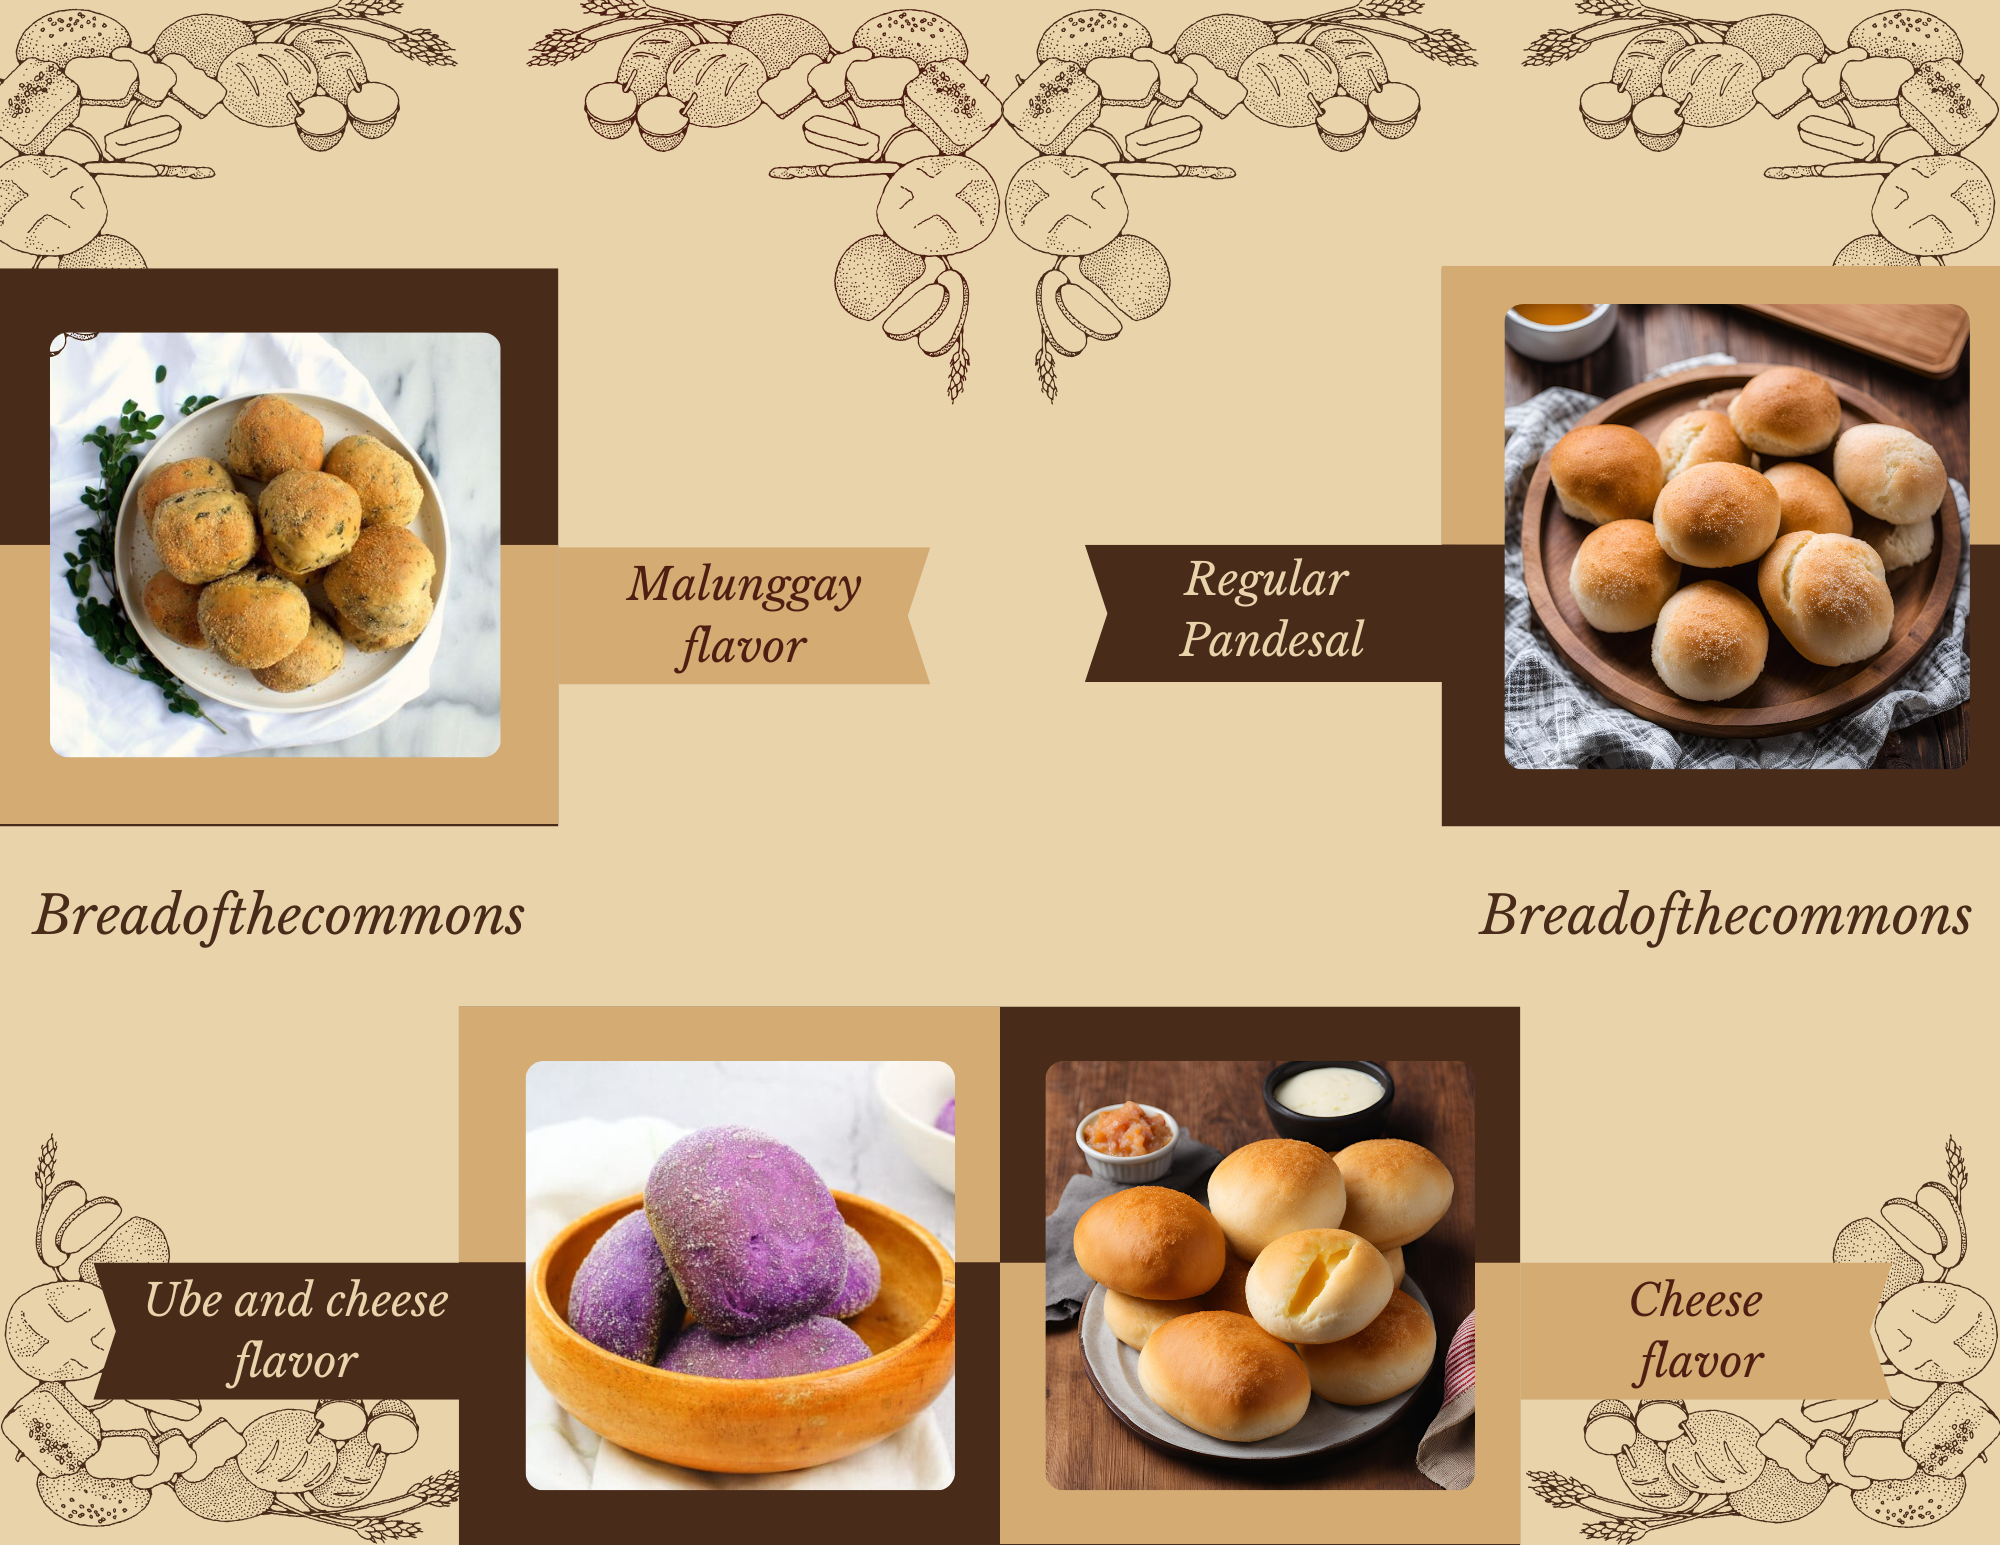 Malunggay
flavor
Regular
Pandesal
Breadofthecommons
Breadofthecommons
Ube and cheese
flavor
Cheese
flavor